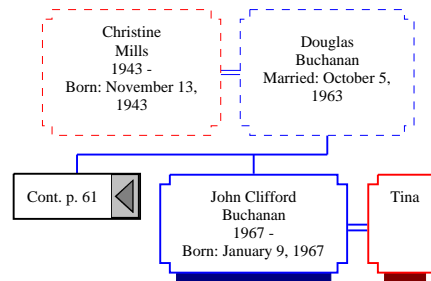 Christine
Mills
1943 -
Born: November 13,
1943
Douglas
Buchanan
Married: October 5,
1963
Cont. p. 61
John Clifford
Buchanan
1967 -
Born: January 9, 1967
Tina